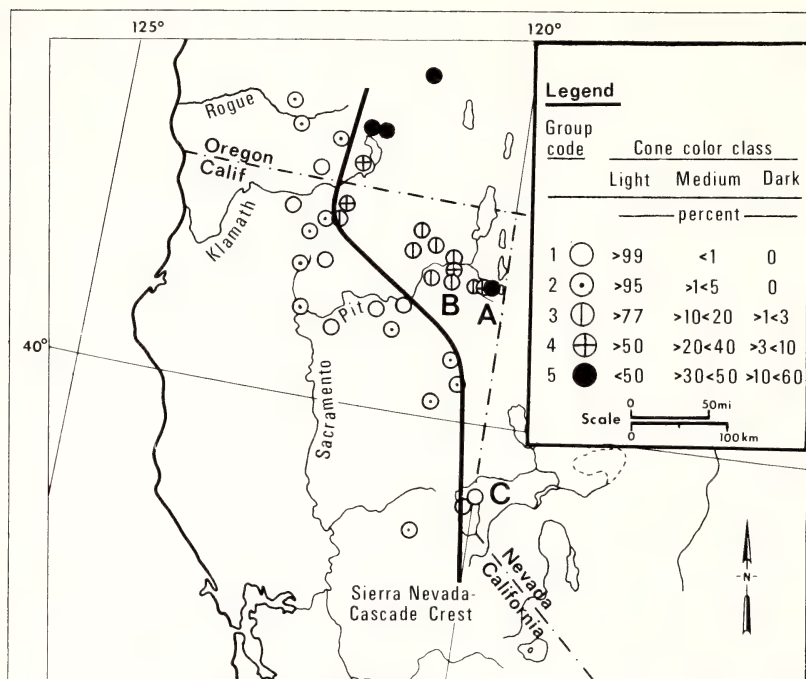 125°
120°
Rogue
Oregon
Calif
Klamath
Pit
B
A
40°
Sacramento
C
Nevada
California
Sierra Nevada-
Cascade Crest
N
Legend
Group
code
Cone color class
Light Medium Dark
percent
1 >99 <1 0
2 >95 >1<5 0
3 >77 >10<20 >1<3
4 >50 >20<40 >3<10
5 <50 >30<50 >10<60
Scale
0 50mi
0 100km